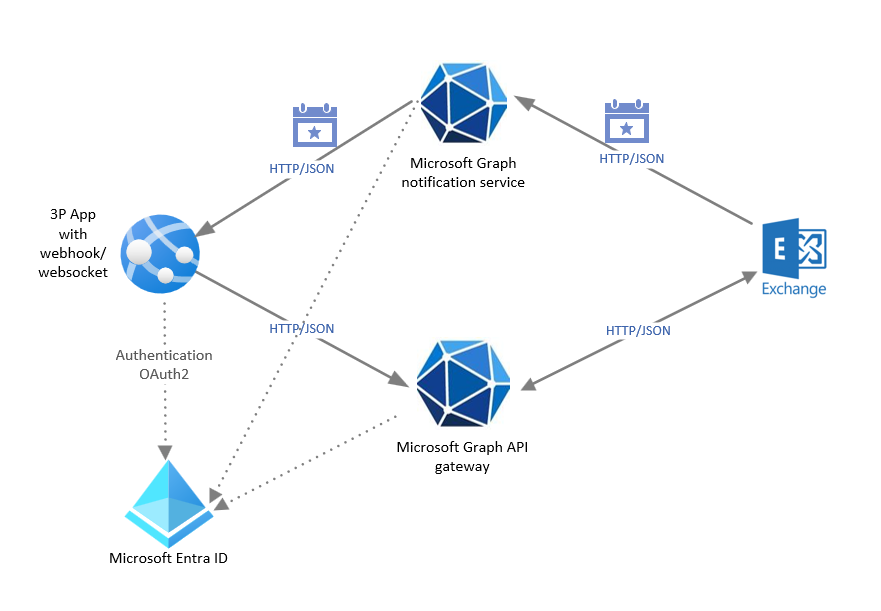 HTTP/JSON
HTTP/JSON
Microsoft Graph
notification service
3P App
with
webhook/
websocket
E
Exchange
HTTP/JSON
HTTP/JSON
Authentication
OAuth2
Microsoft Graph API
gateway
Microsoft Entra ID